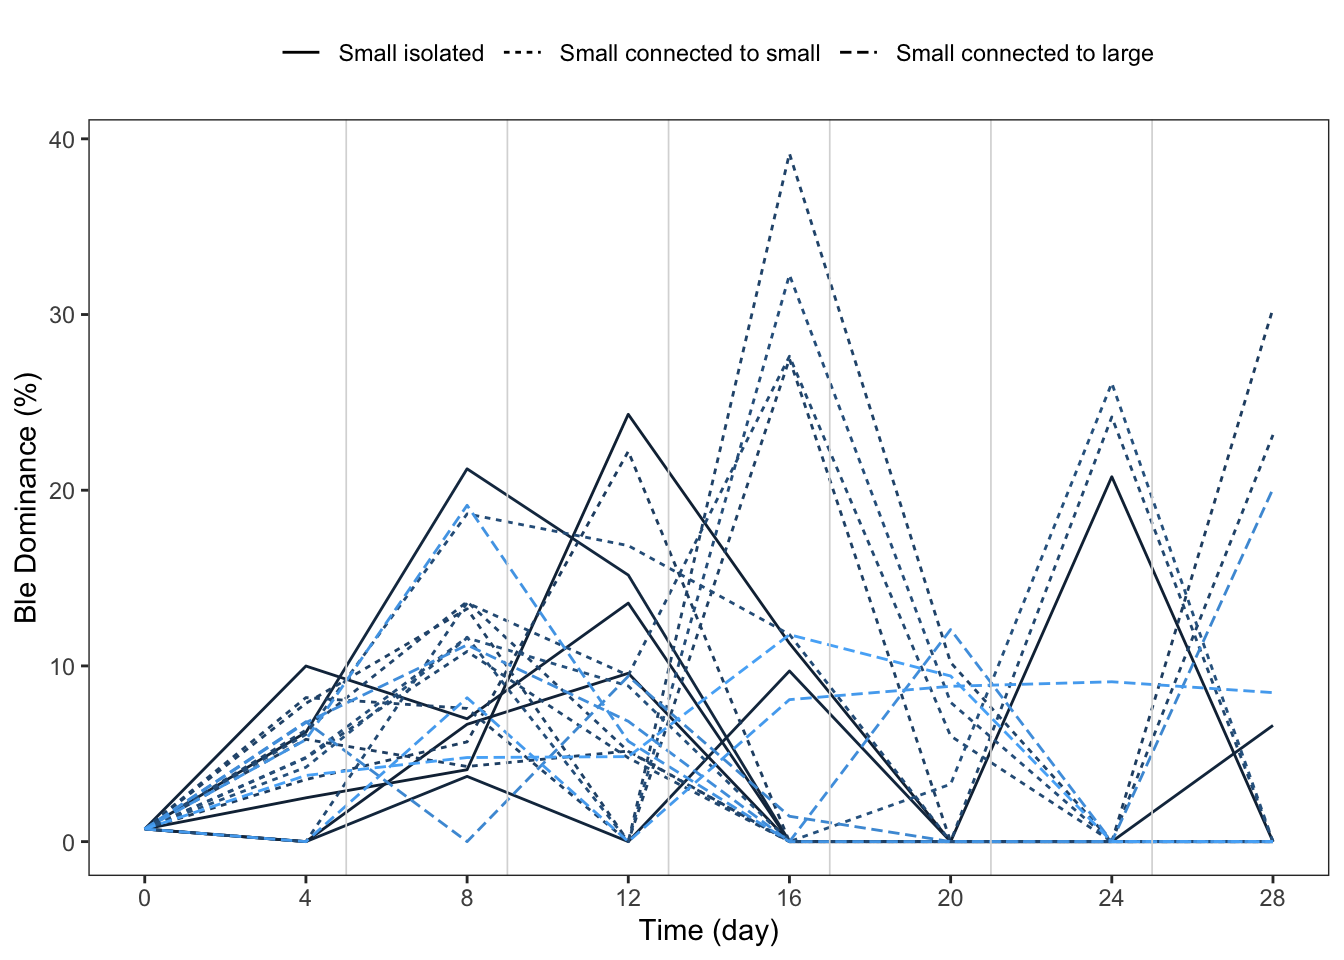 Small isolated Small connected to small Small connected to large
Ble Dominance (%)
40
30
20
10
0
0 4 8 12 16 20 24 28
Time (day)